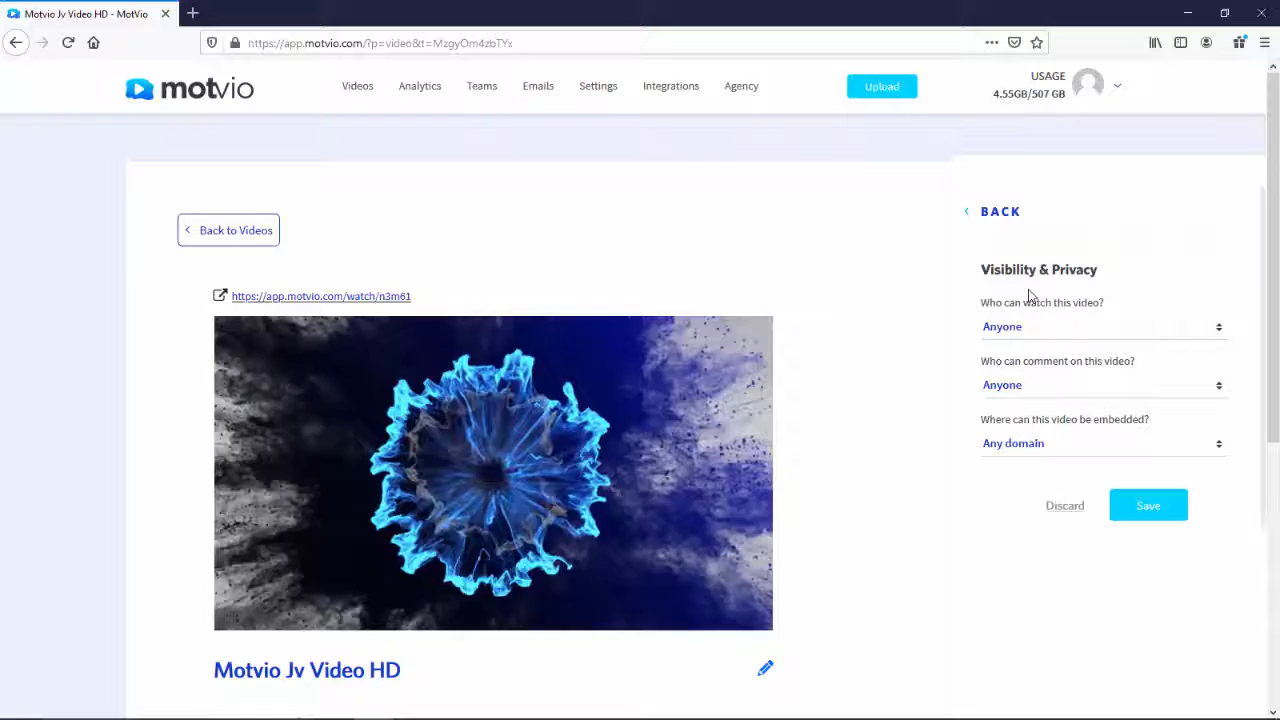 Motvio Jv Video HD - MotVio
https://app.motvio.com/?p=video&t=MzgyOm4zbTYx
motvio
Videos
Analytics
Teams
Emails
Settings
Integrations
Agency
Upload
USAGE
4.55GB/507 GB
Back to Videos
https://app.motvio.com/watch/n3m61
Motvio Jv Video HD
BACK
Visibility & Privacy
Who can watch this video?
Anyone
Who can comment on this video?
Anyone
Where can this video be embedded?
Any domain
Discard
Save